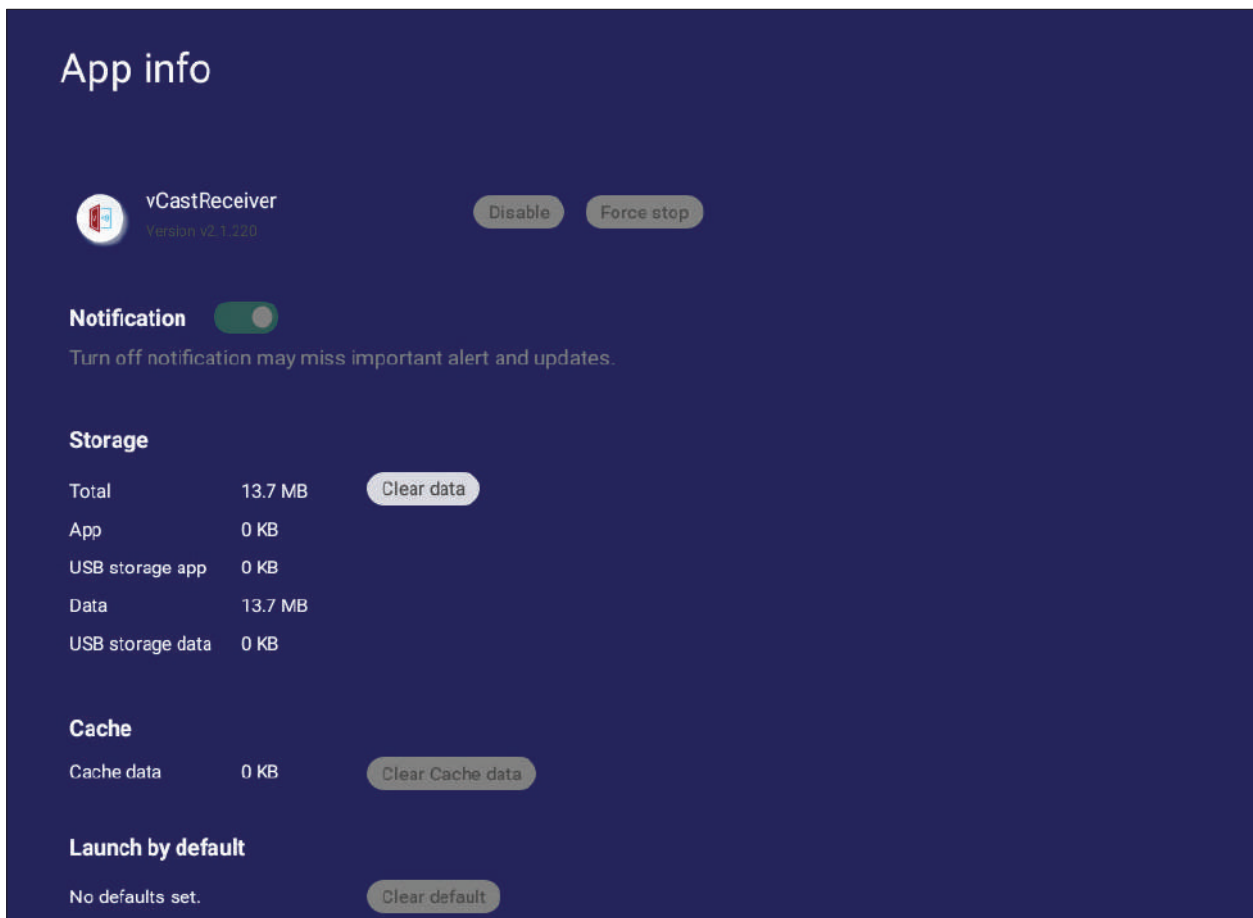 App info
vCastReceiver
Version v2.1.220
Disable
Force stop
Notification
Turn off notification may miss important alert and updates.
Storage
Total 13.7 MB Clear data
App 0 KB
USB storage app 0 KB
Data 13.7 MB
USB storage data 0 KB
Cache
Cache data 0 KB Clear Cache data
Launch by default
No defaults set. Clear default